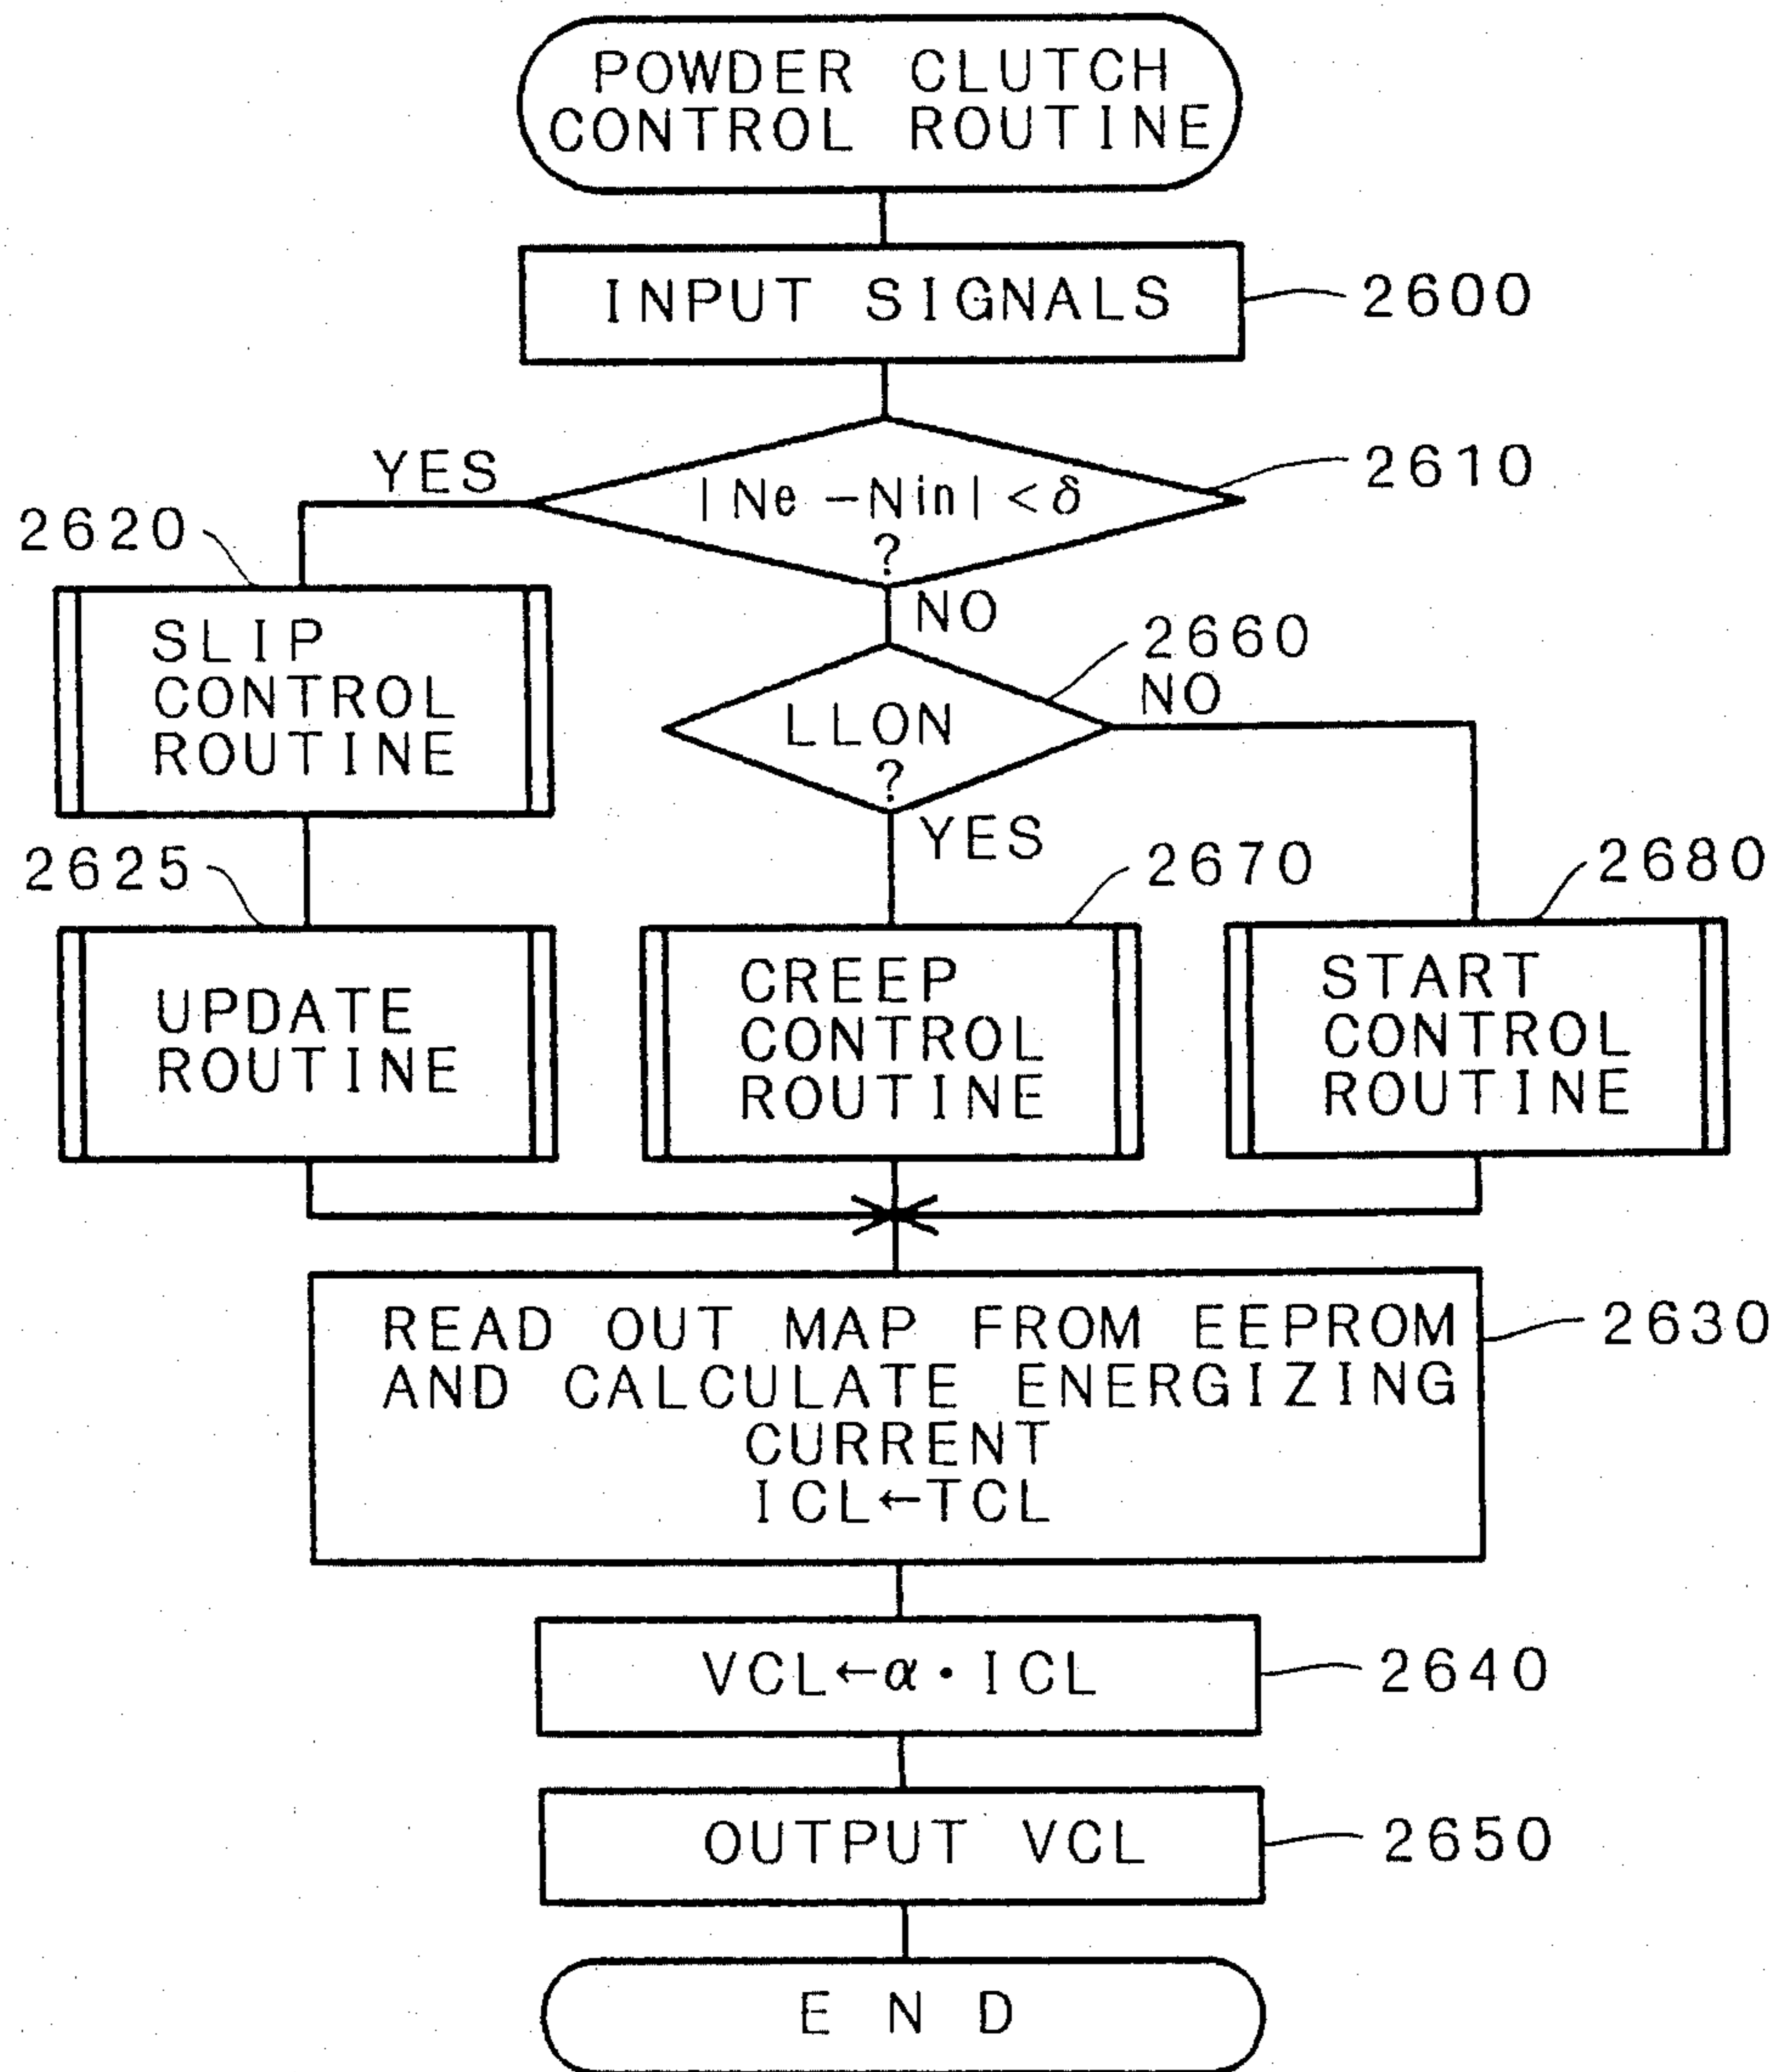 POWDER CLUTCH
CONTROL ROUTINE
INPUT SIGNALS
2600
YES
|Ne -Nin| < δ
?
2610
2620
NO
SLIP
CONTROL
ROUTINE
2660
NO
LLON
?
YES
2625
2670
2680
UPDATE
ROUTINE
CREEP
CONTROL
ROUTINE
START
CONTROL
ROUTINE
READ OUT MAP FROM EEPROM
AND CALCULATE ENERGIZING
CURRENT
ICL←TCL
2630
VCL←α・ICL
2640
OUTPUT VCL
2650
END